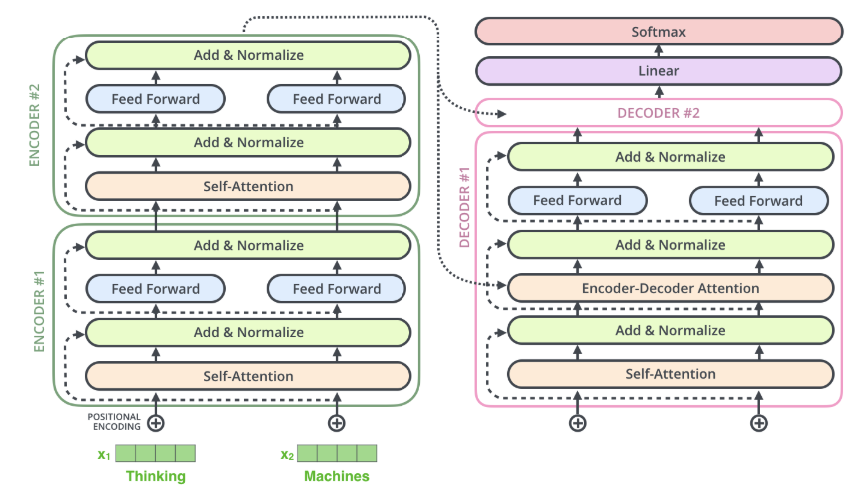 ENCODER #2
Add & Normalize
Feed Forward
Feed Forward
Add & Normalize
Self-Attention
ENCODER #1
Add & Normalize
Feed Forward
Feed Forward
Add & Normalize
Self-Attention
POSITIONAL
ENCODING
x1
x2
Thinking
Machines
Softmax
Linear
DECODER #2
DECODER #1
Add & Normalize
Feed Forward
Feed Forward
Add & Normalize
Encoder-Decoder Attention
Add & Normalize
Self-Attention